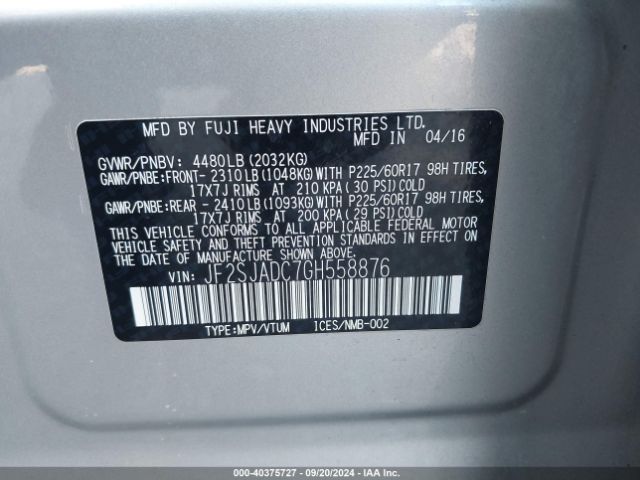 MFD BY FUJI HEAVY INDUSTRIES LTD.
MFD IN 04/16
GVWR/PNBV: 4480LB(2032KG)
GAWR/PNBE:FRONT- 2310LB(1048KG)WITH P225/60R17 98H TIRES,
17X7J RIMS AT 210 KPA(30 PSI)COLD
GAWR/PNBE:REAR - 2410LB(1093KG)WITH P225/60R17 98H TIRES,
17X7J RIMS AT 200 KPA(29 PSI)COLD
THIS VEHICLE CONFORMS TO ALL APPLICABLE FEDERAL MOTOR
VEHICLE SAFETY AND THEFT PREVENTION STANDARDS IN EFFECT ON
THE DATE OF MANUFACTURE SHOWN ABOVE.
VIN: JF2SJADC7GH558876
TYPE:MPV/VTUM ICES/NMB-002
000-40375727 - 09/20/2024 - IAAI.COM